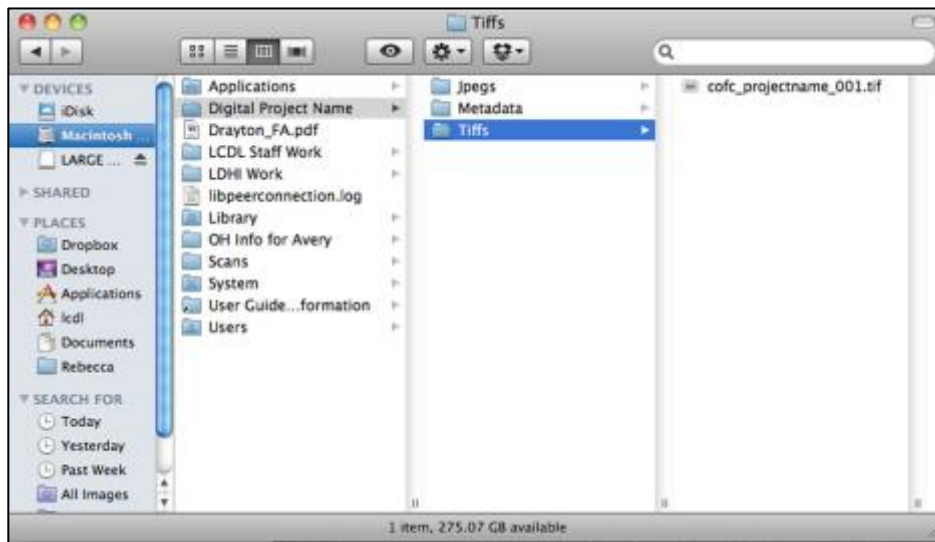 Tiffs
DEVICES
iDisk
Macintosh ...
LARGE ...
SHARED
PLACES
Dropbox
Desktop
Applications
lcdl
Documents
Rebecca
SEARCH FOR
Today
Yesterday
Past Week
All Images
Applications
Digital Project Name
Drayton_FA.pdf
LCDL Staff Work
LDHI Work
libpeerconnection.log
Library
OH Info for Avery
Scans
System
User Guide...formation
Users
Jpegs
Metadata
Tiffs
cofc_projectname_001.tif
1 item, 275.07 GB available